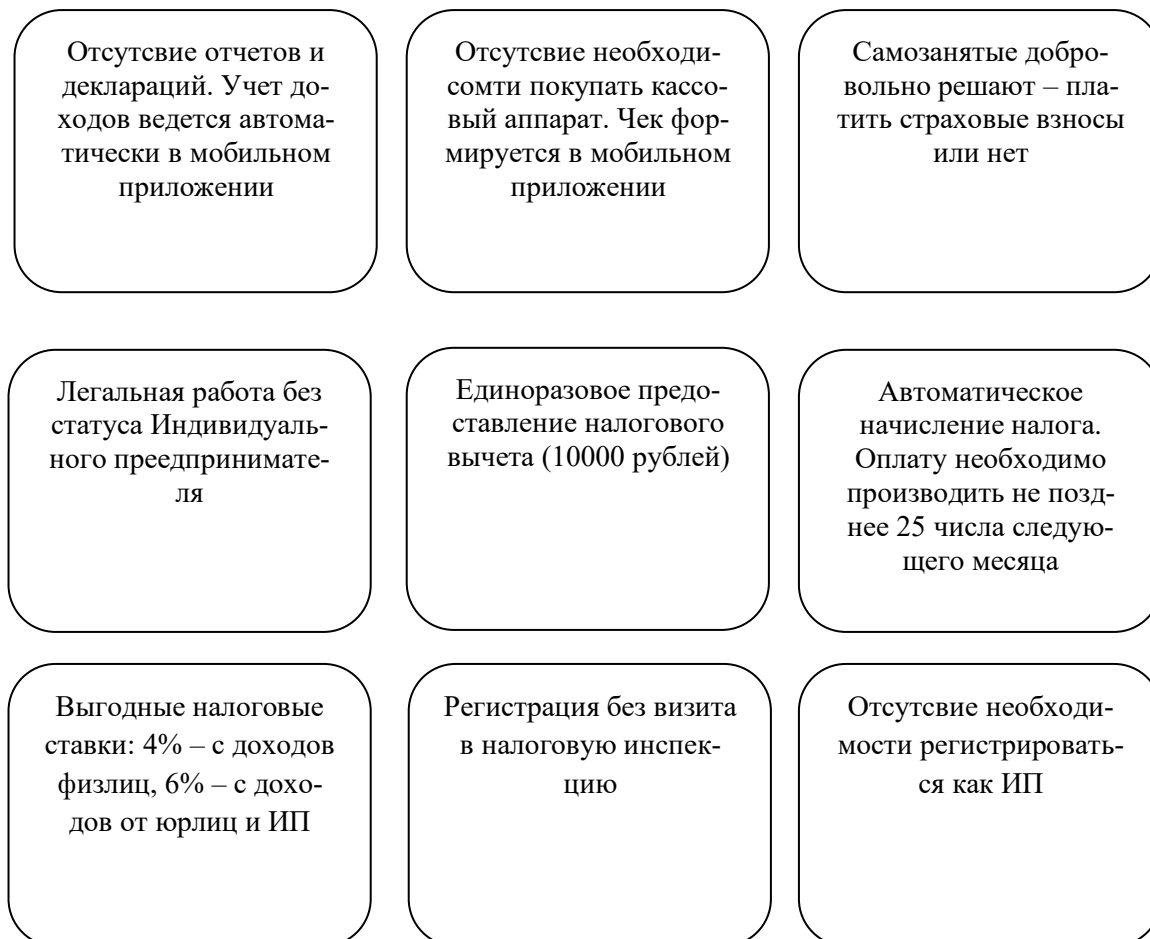 Отсутсвие отчетов и
деклараций. Учет до-
ходов ведется автома-
тически в мобильном
приложении
Отсутсвие необходи-
сомти покупать кассо-
вый аппарат. Чек фор-
мируется в мобильном
приложении
Самозанятые добро-
вольно решают – пла-
тить страховые взносы
или нет
Легальная работа без
статуса Индивидуаль-
ного преедпринимате-
ля
Единоразовое предо-
ставление налогового
вычета (10000 рублей)
Автоматическое
начисление налога.
Оплату необходимо
производить не позд-
нее 25 числа следую-
щего месяца
Выгодные налоговые
ставки: 4% – с доходов
физлиц, 6% – с дохо-
дов от юрлиц и ИП
Регистрация без визита
в налоговую инспек-
цию
Отсутсвие необходи-
мости регистрировать-
ся как ИП